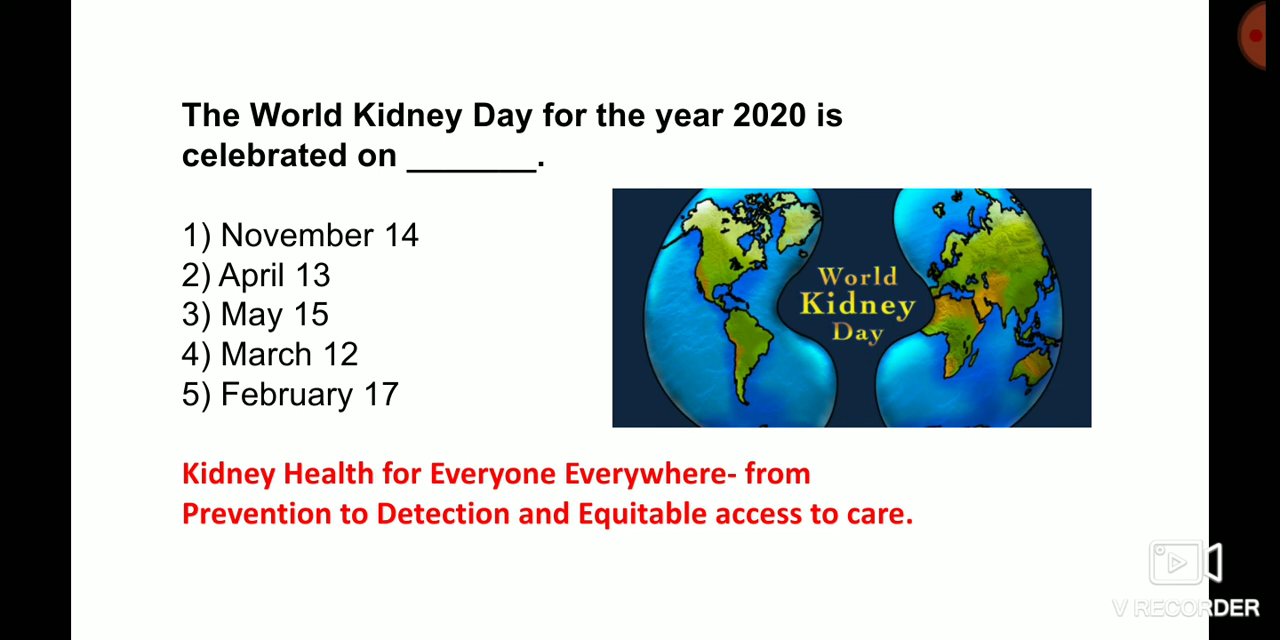 The World Kidney Day for the year 2020 is
celebrated on _______.
1) November 14
2) April 13
3) May 15
4) March 12
5) February 17
World
Kidney
Day
Kidney Health for Everyone Everywhere- from
Prevention to Detection and Equitable access to care.
V RECORDER